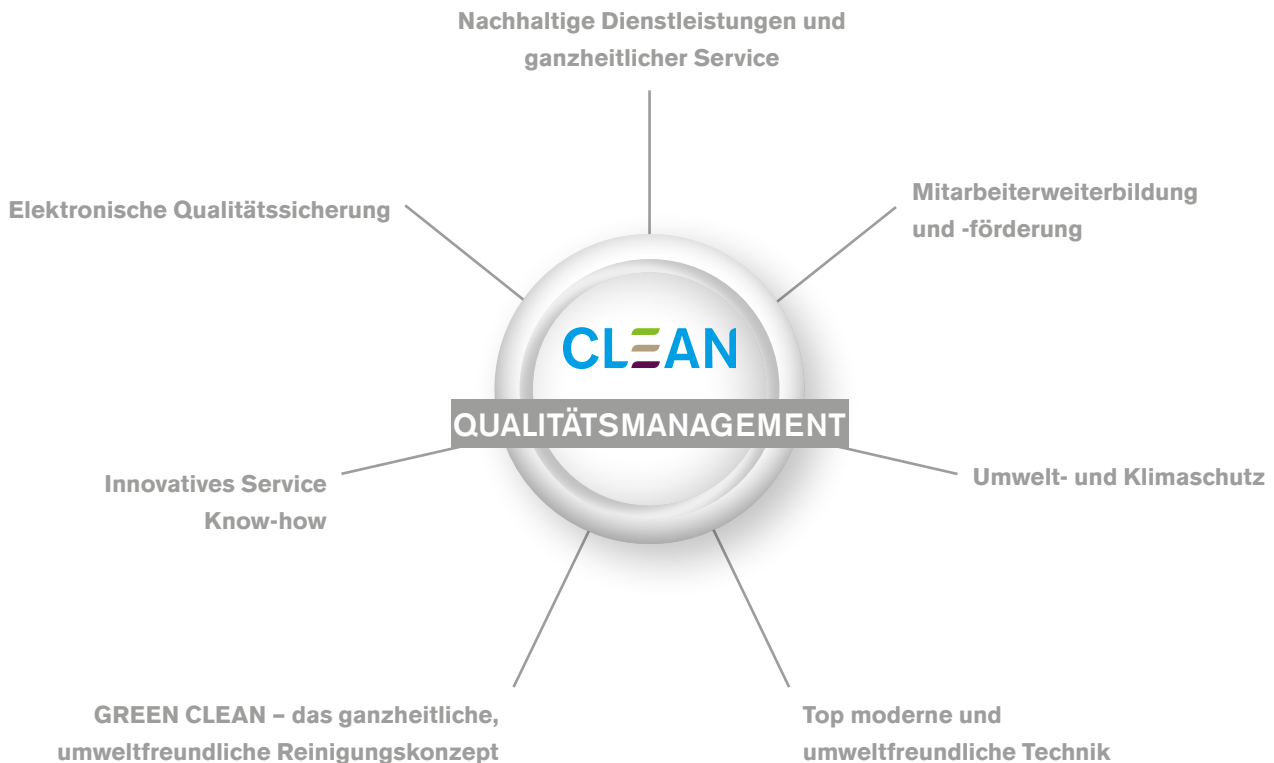 Nachhaltige Dienstleistungen und
ganzheitlicher Service
Elektronische Qualitätssicherung
Mitarbeiterweiterbildung
und -förderung
CLEAN
QUALITÄTSMANAGEMENT
Innovatives Service
Know-how
Umwelt- und Klimaschutz
GREEN CLEAN – das ganzheitliche,
umweltfreundliche Reinigungskonzept
Top moderne und
umweltfreundliche Technik